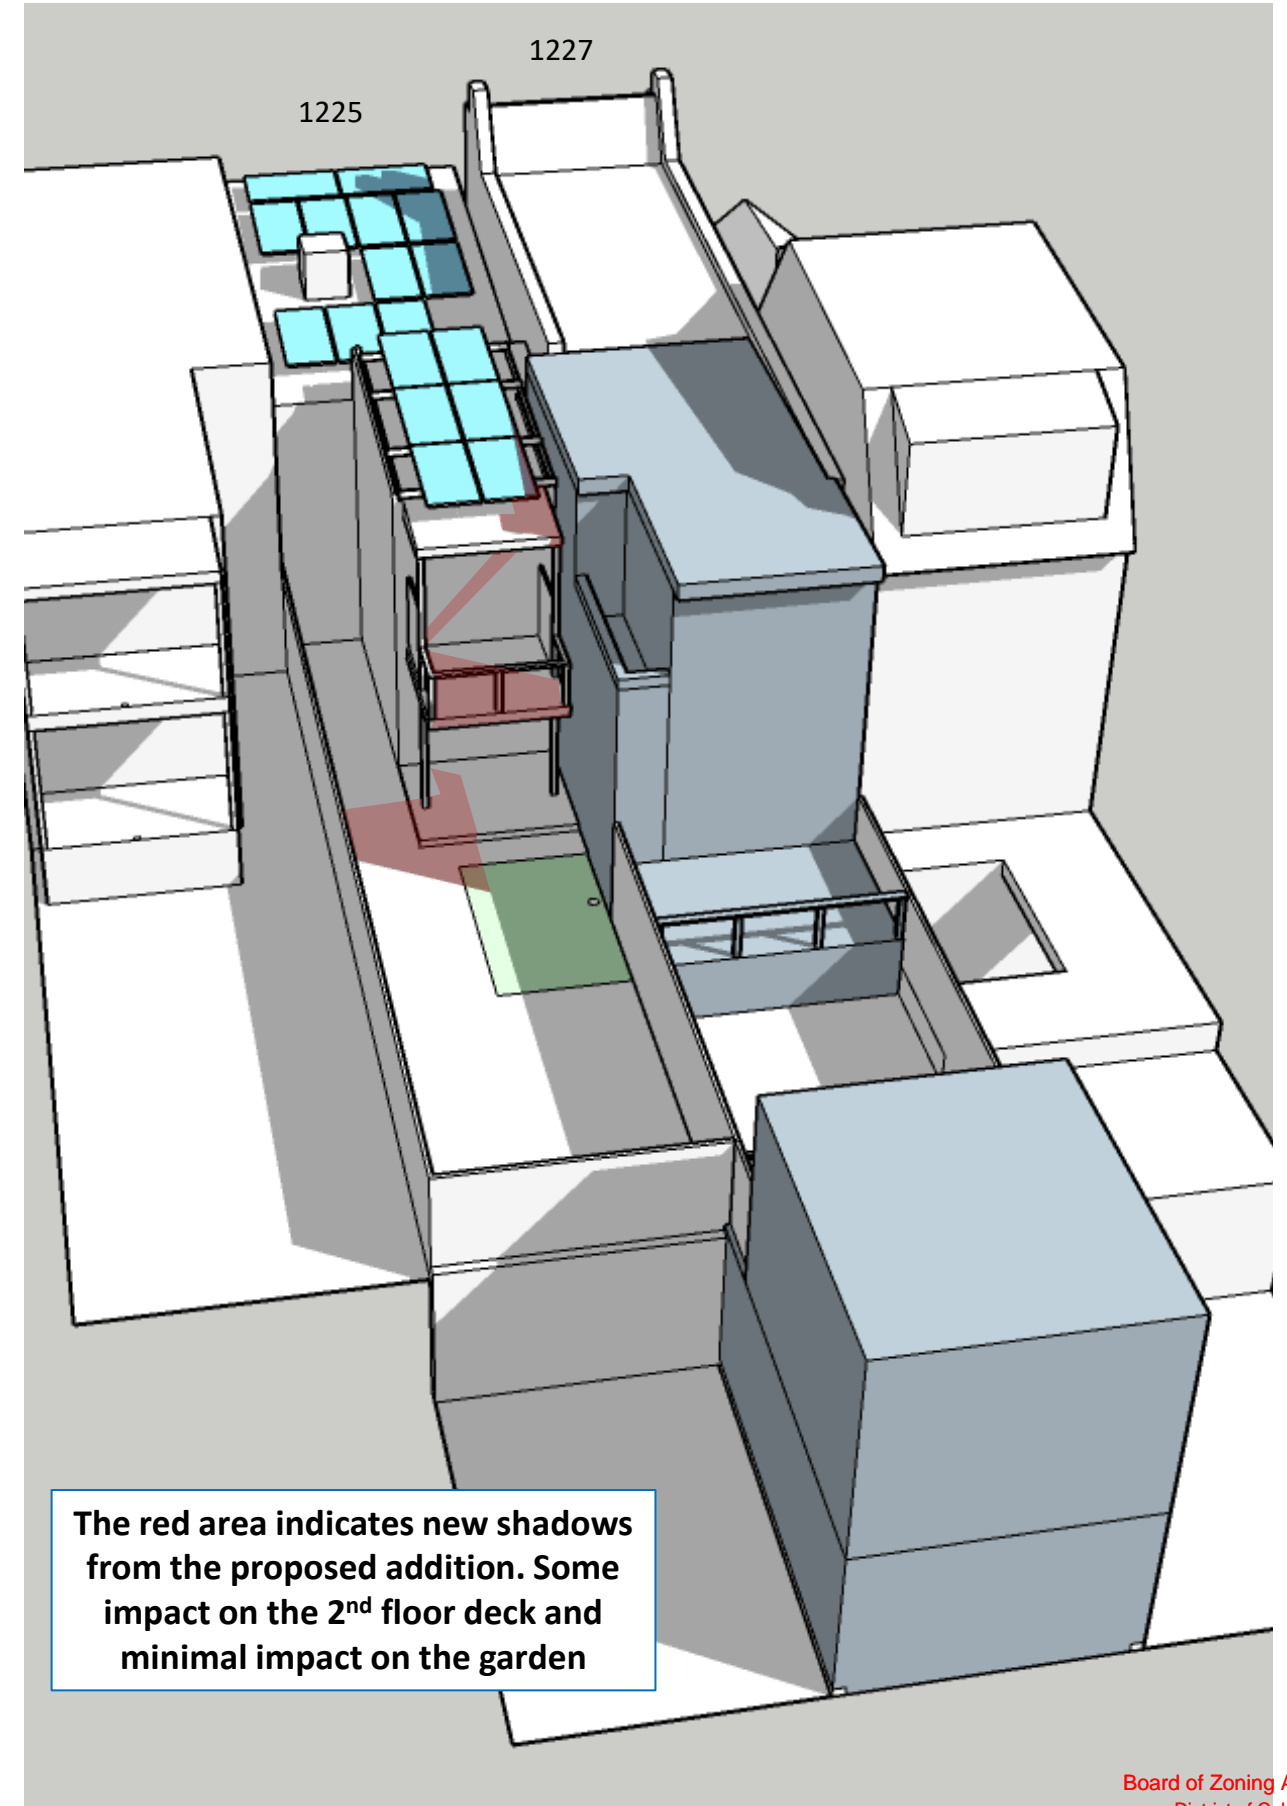 1227
1225
The red area indicates new shadows
from the proposed addition. Some
impact on the 2nd floor deck and
minimal impact on the garden
Board of Zoning